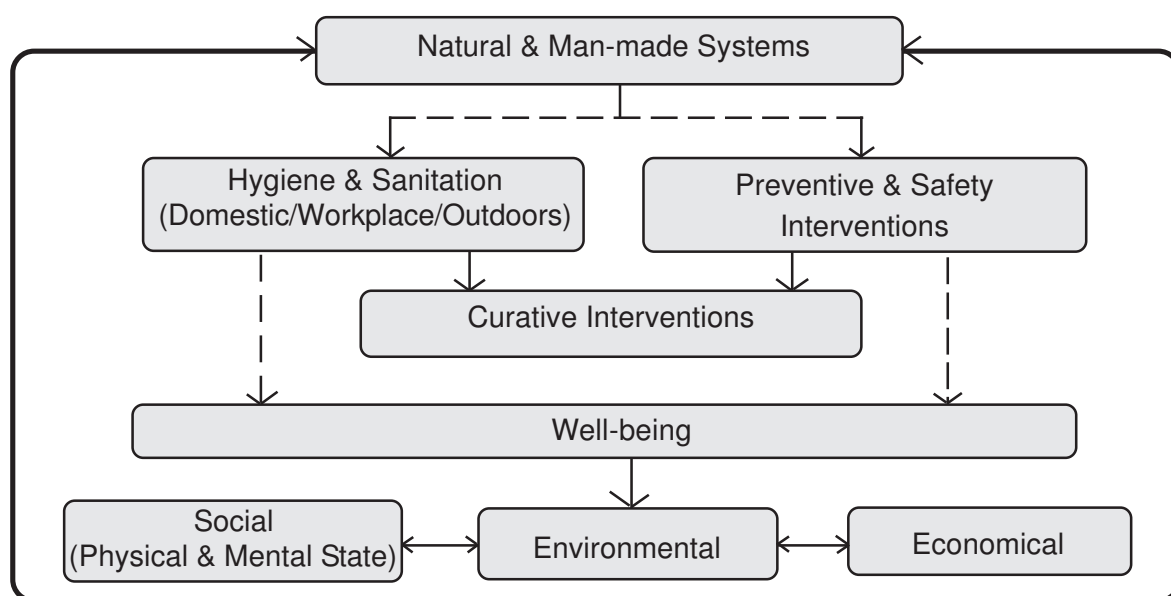 Natural & Man-made Systems
Hygiene & Sanitation
(Domestic/Workplace/Outdoors)
Preventive & Safety
Interventions
Curative Interventions
Well-being
Social
(Physical & Mental State)
Environmental
Economical